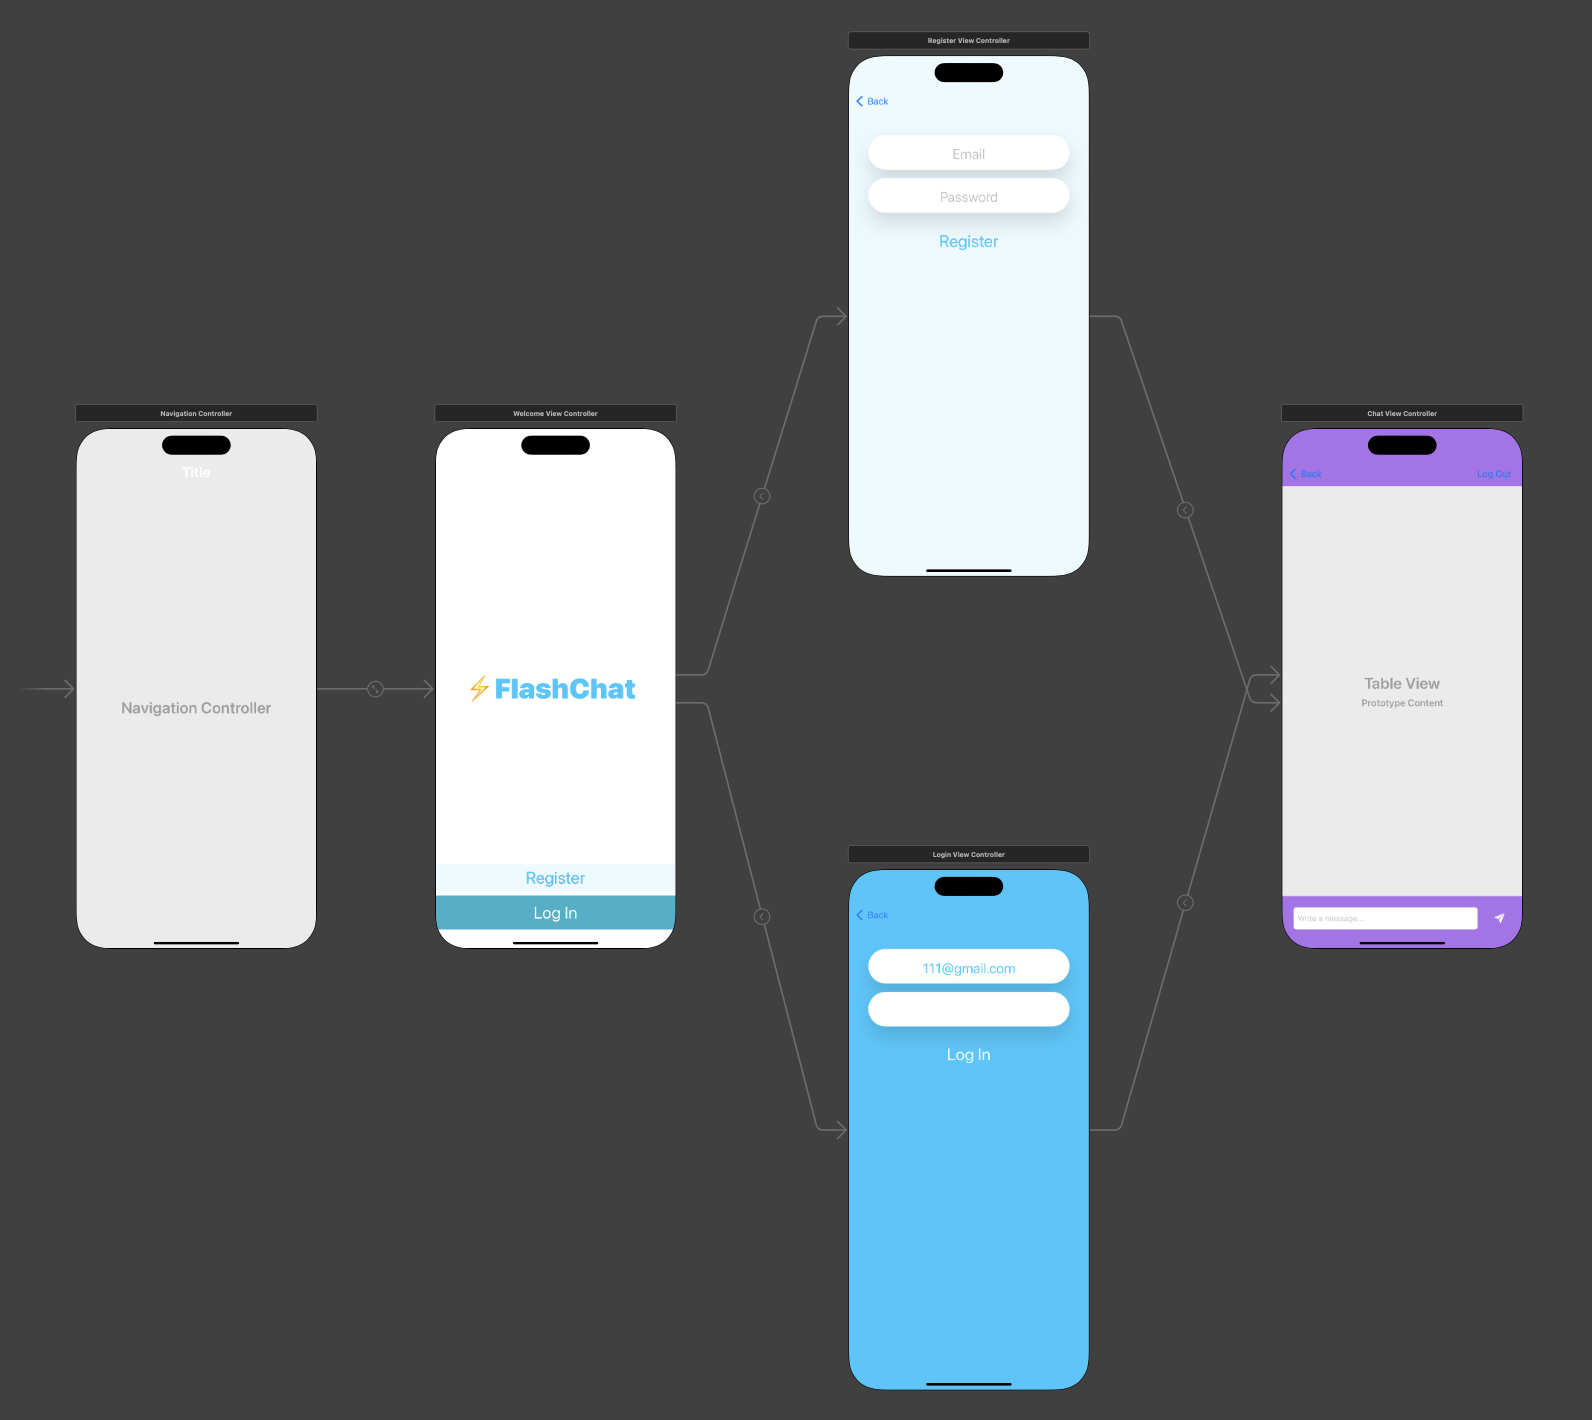 Register View Controller
Back
Email
Password
Register
Navigation Controller
Title
Navigation Controller
Welcome View Controller
⚡️FlashChat
Register
Log In
Chat View Controller
Back
Log Out
Table View
Prototype Content
Write a message...
Login View Controller
Back
111@gmail.com
Log In